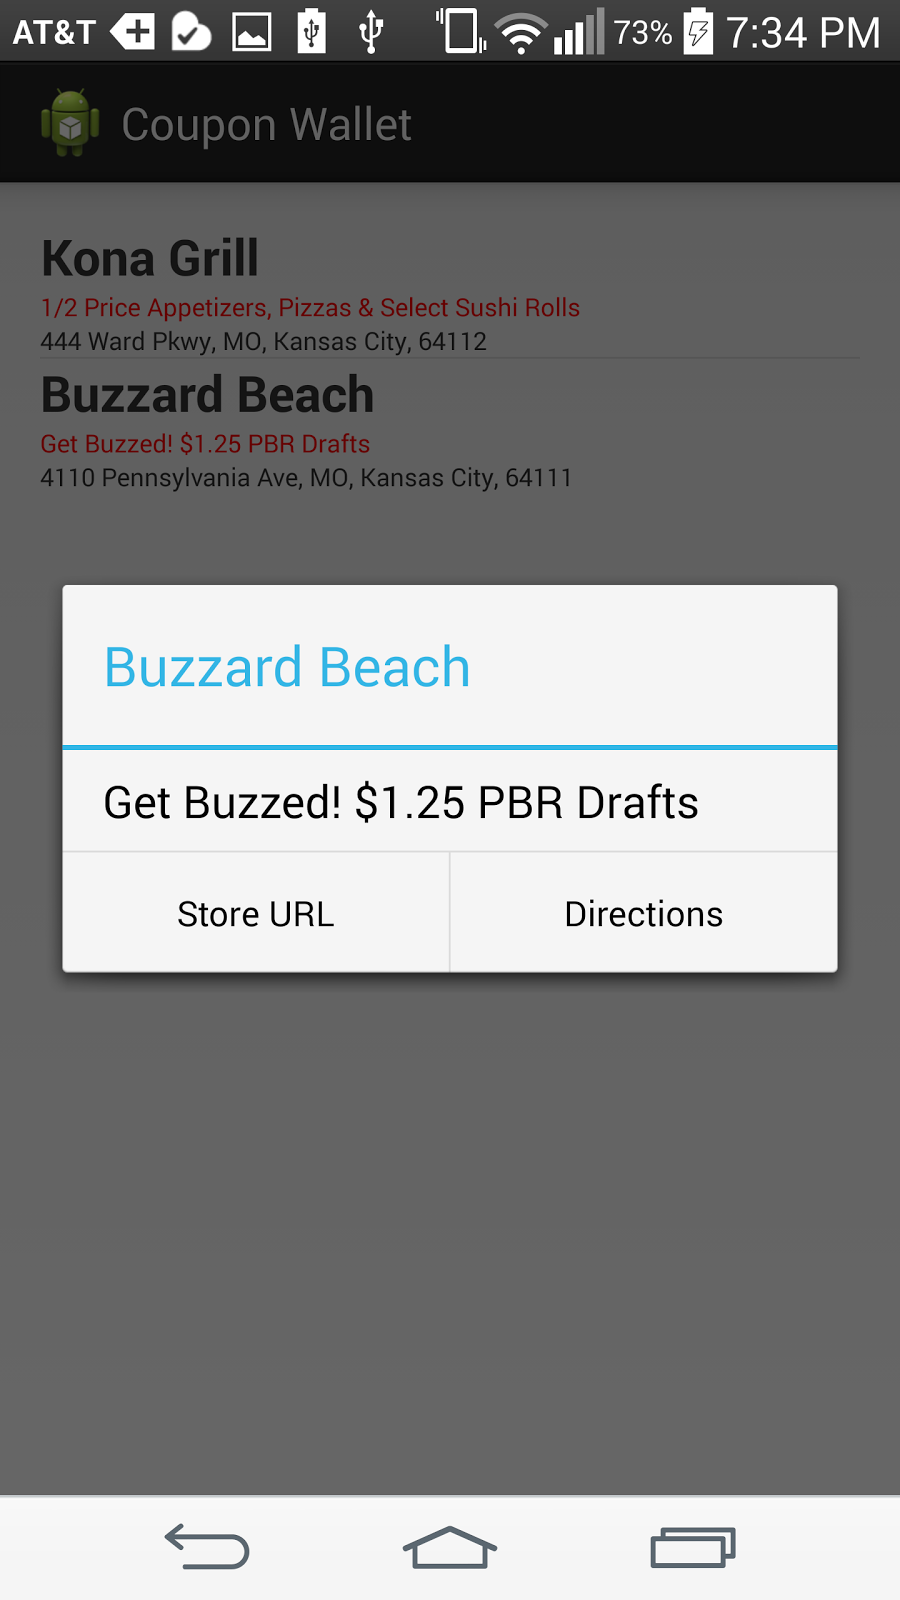 AT&T 73% 7:34 PM
Coupon Wallet
Kona Grill
1/2 Price Appetizers, Pizzas & Select Sushi Rolls
444 Ward Pkwy, MO, Kansas City, 64112
Buzzard Beach
Get Buzzed! $1.25 PBR Drafts
4110 Pennsylvania Ave, MO, Kansas City, 64111
Buzzard Beach
Get Buzzed! $1.25 PBR Drafts
Store URL Directions